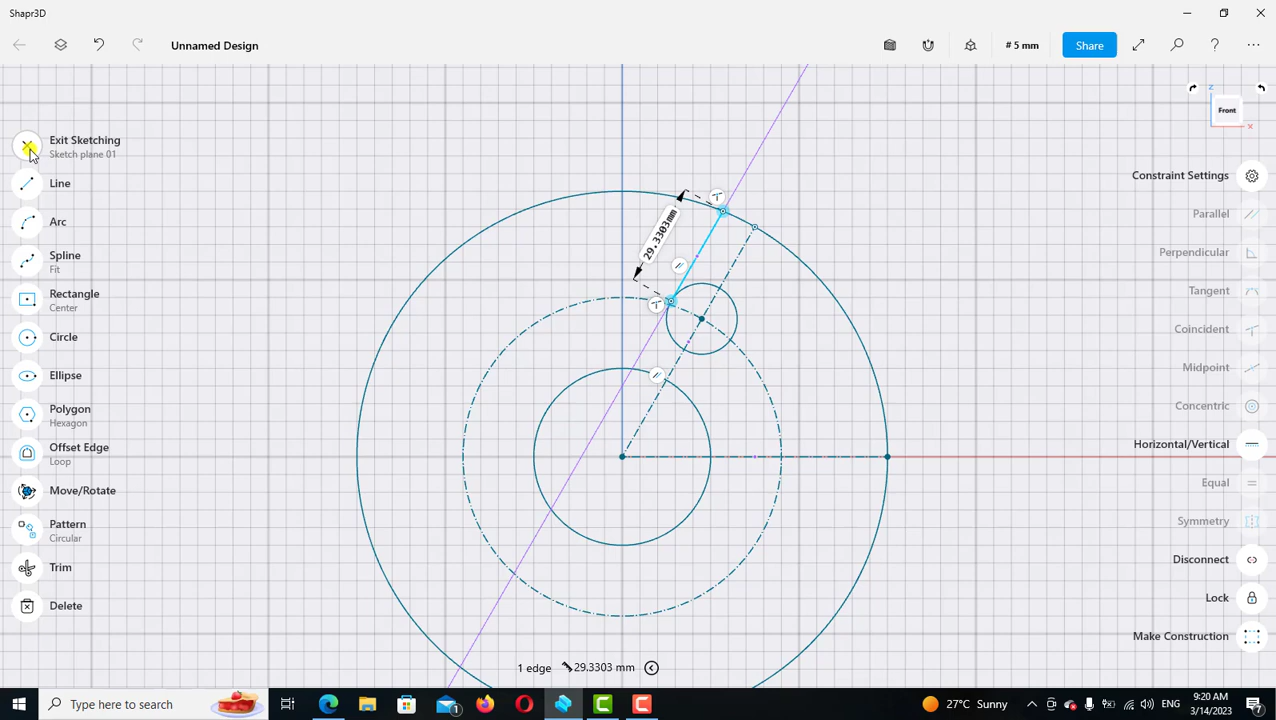 Shapr3D
Unnamed Design
# 5 mm
Share
Front
Z
X
Exit Sketching
Sketch plane 01
Line
Arc
Spline
Fit
Rectangle
Center
Circle
Ellipse
Polygon
Hexagon
Offset Edge
Loop
Move/Rotate
Pattern
Circular
Trim
Delete
29.3303mm
Constraint Settings
Parallel
Perpendicular
Tangent
Coincident
Midpoint
Concentric
Horizontal/Vertical
Equal
Symmetry
Disconnect
Lock
Make Construction
1 edge 29.3303 mm
Type here to search
1
27°C Sunny
ENG
9:20 AM
3/14/2023
7